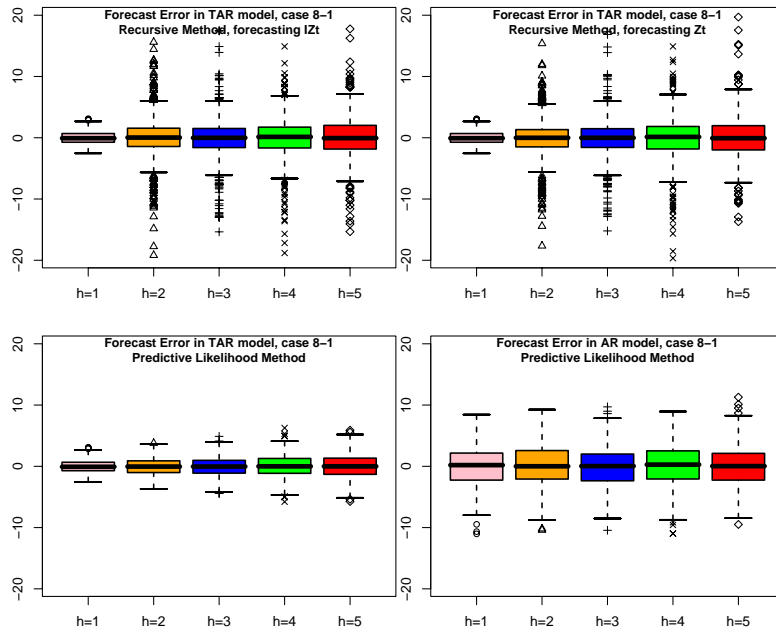 Forecast Error in TAR model, case 8−1
Recursive Method, forecasting IZt
20
10
0
−10
−20
h=1 h=2 h=3 h=4 h=5
Forecast Error in TAR model, case 8−1
Recursive Method, forecasting Zt
20
10
0
−10
−20
h=1 h=2 h=3 h=4 h=5
Forecast Error in TAR model, case 8−1
Predictive Likelihood Method
20
10
0
−10
−20
h=1 h=2 h=3 h=4 h=5
Forecast Error in AR model, case 8−1
Predictive Likelihood Method
20
10
0
−10
−20
h=1 h=2 h=3 h=4 h=5